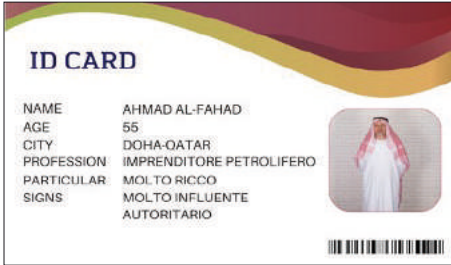 ID CARD
NAME AHMAD AL-FAHAD
AGE 55
CITY DOHA-QATAR
PROFESSION IMPRENDITORE PETROLIFERO
PARTICULAR MOLTO RICCO
SIGNS MOLTO INFLUENTE
AUTORITARIO